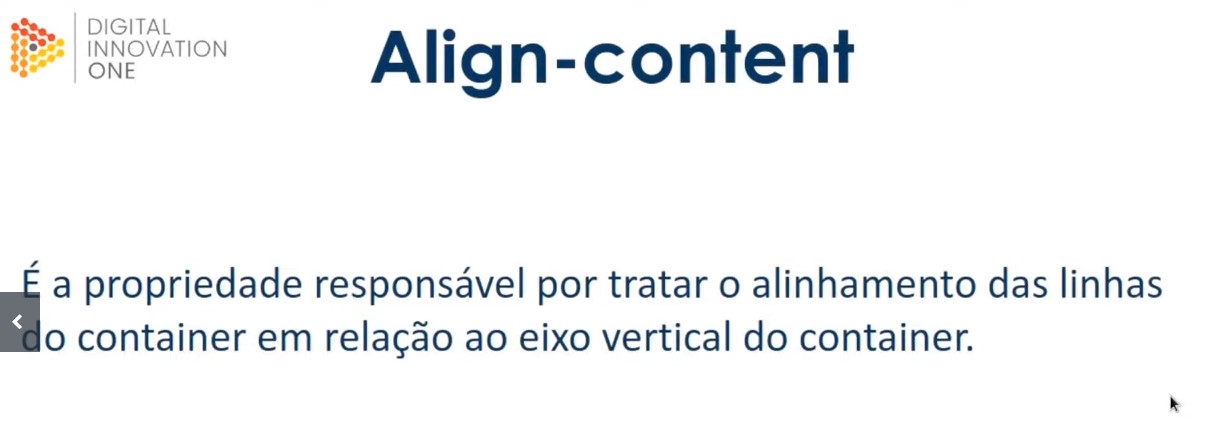 DIGITAL
INNOVATION
ONE
Align-content
É a propriedade responsável por tratar o alinhamento das linhas
do container em relação ao eixo vertical do container.